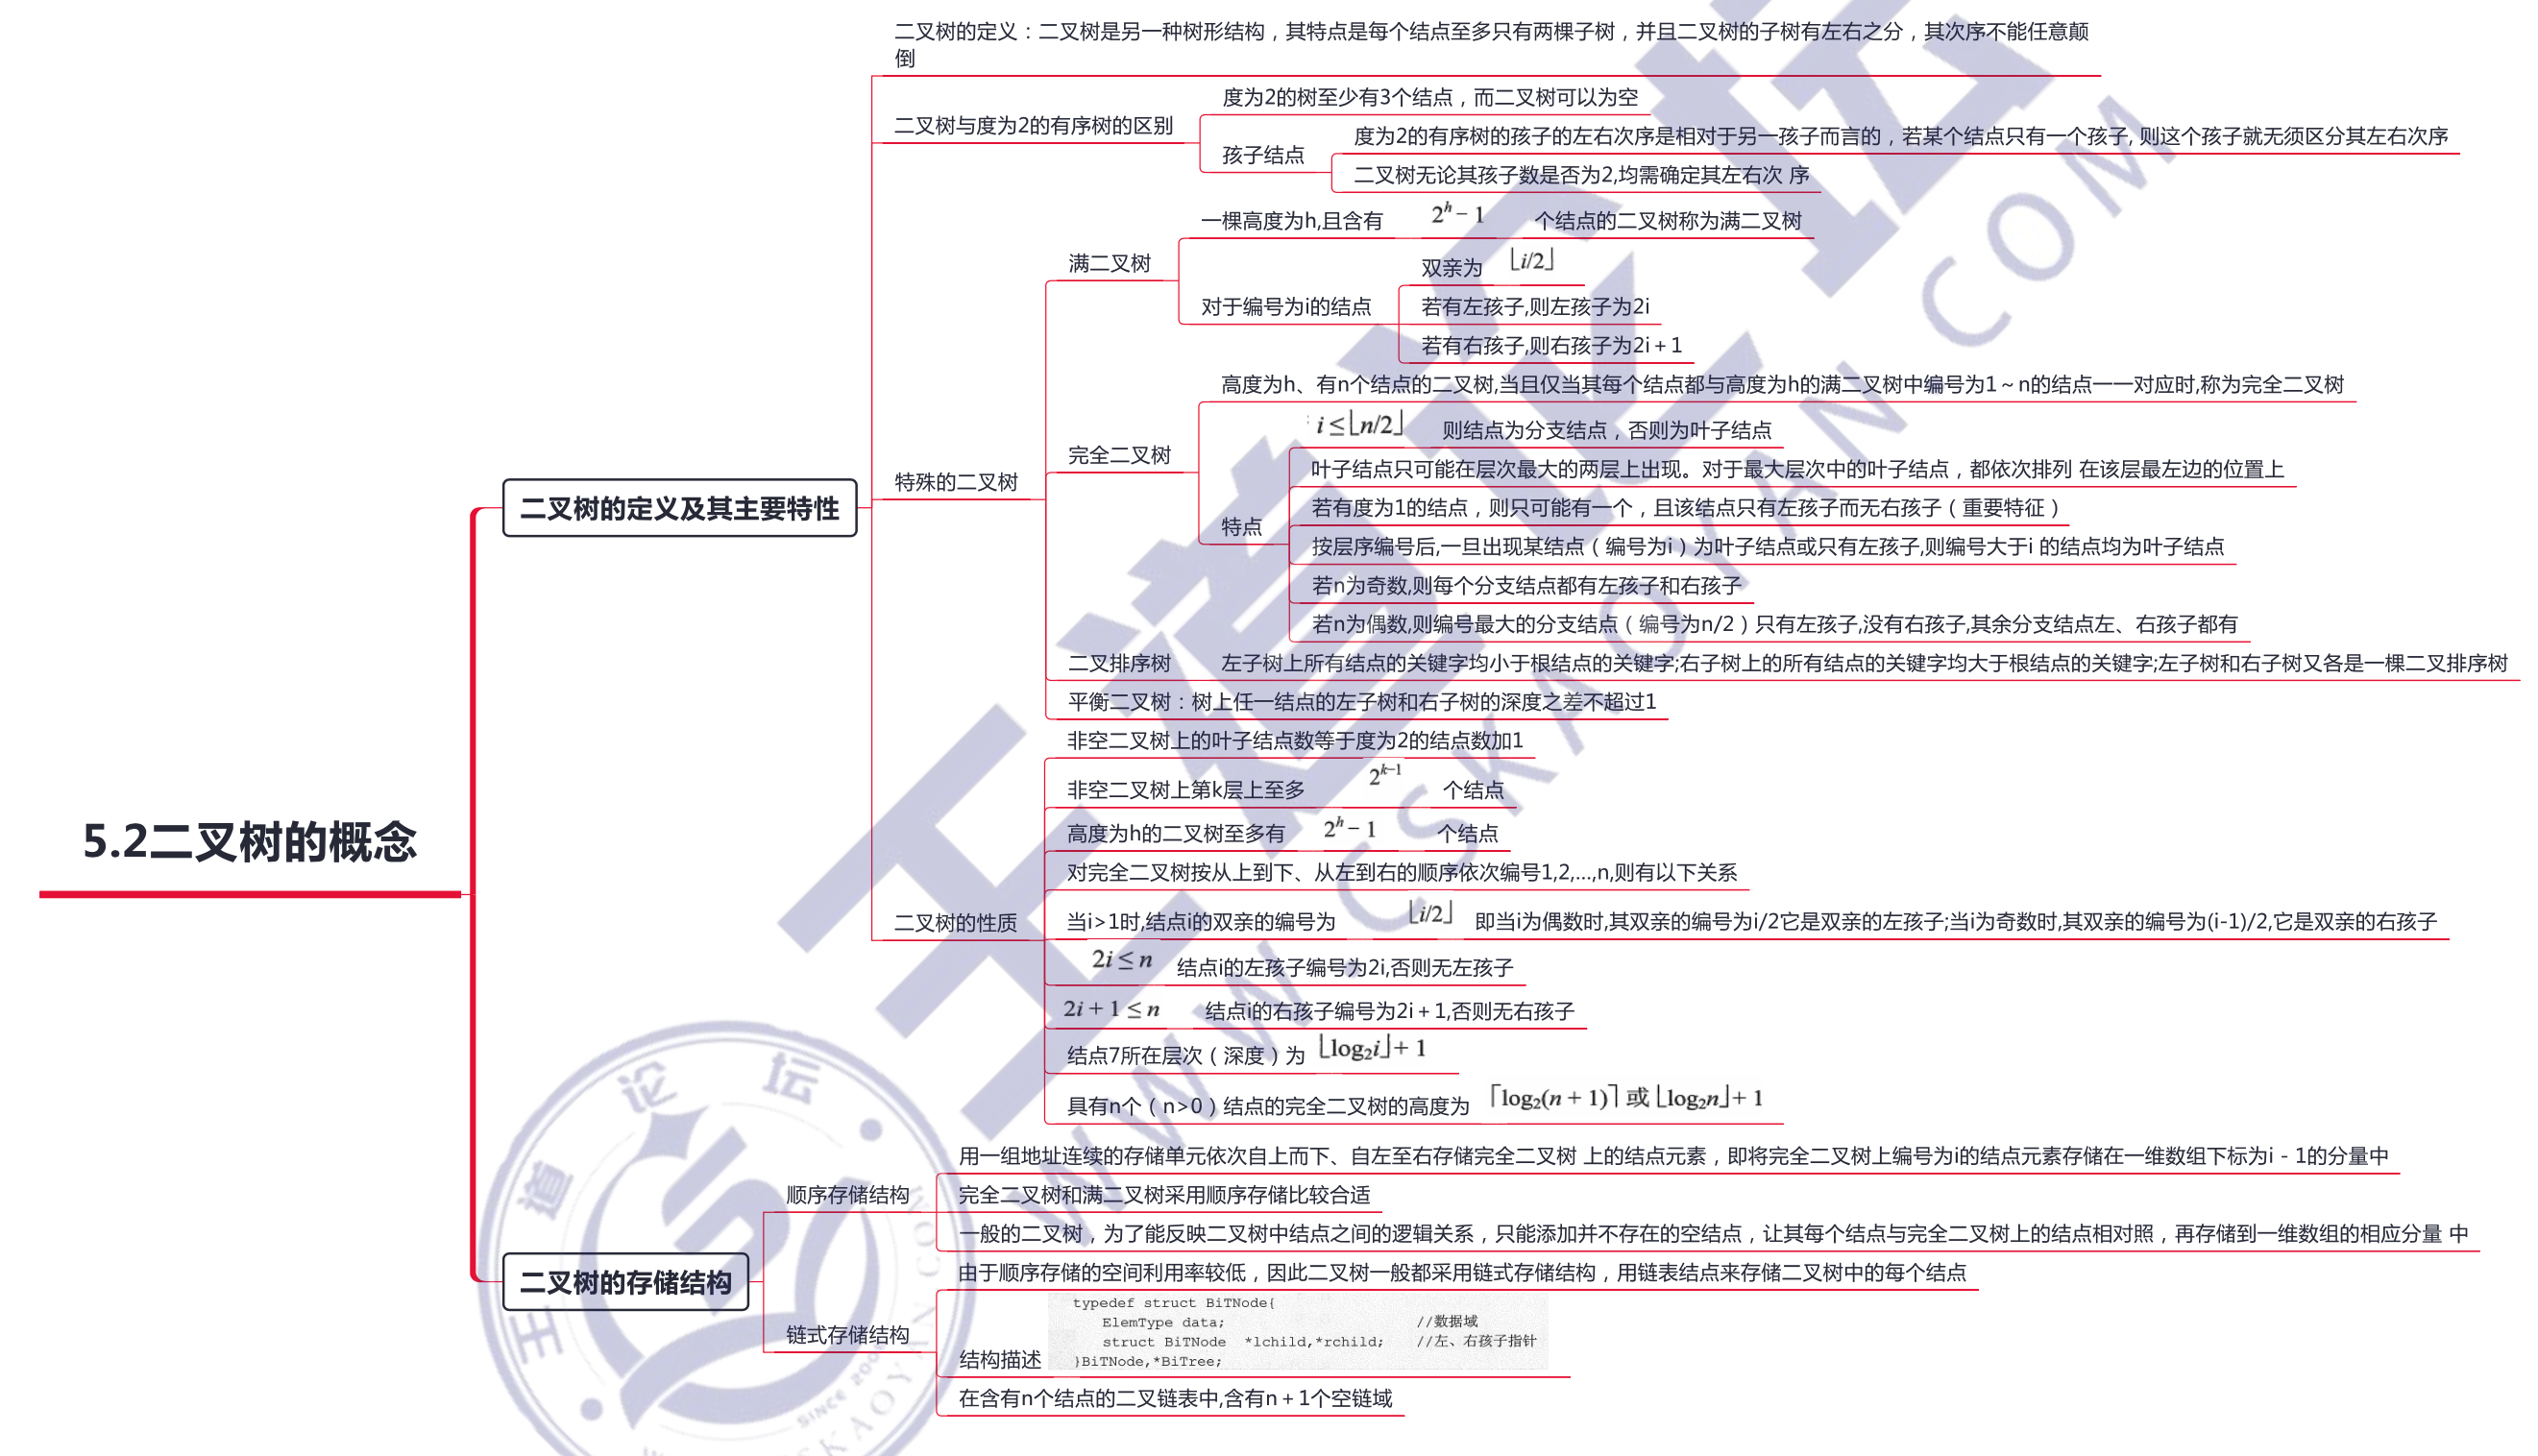 二叉树的定义：二叉树是另一种树形结构，其特点是每个结点至多只有两棵子树，并且二叉树的子树有左右之分，其次序不能任意颠
倒
二叉树与度为2的有序树的区别
度为2的树至少有3个结点，而二叉树可以为空
孩子结点
度为2的有序树的孩子的左右次序是相对于另一孩子而言的，若某个结点只有一个孩子, 则这个孩子就无须区分其左右次序
二叉树无论其孩子数是否为2,均需确定其左右次 序
特殊的二叉树
满二叉树
一棵高度为h,且含有 2^h − 1 个结点的二叉树称为满二叉树
对于编号为i的结点
双亲为 ⌊i/2⌋
若有左孩子,则左孩子为2i
若有右孩子,则右孩子为2i + 1
完全二叉树
高度为h、有n个结点的二叉树,当且仅当其每个结点都与高度为h的满二叉树中编号为1～n的结点一一对应时,称为完全二叉树
特点
i ≤ ⌊n/2⌋ 则结点为分支结点，否则为叶子结点
叶子结点只可能在层次最大的两层上出现。对于最大层次中的叶子结点，都依次排列 在该层最左边的位置上
若有度为1的结点，则只可能有一个，且该结点只有左孩子而无右孩子（重要特征）
按层序编号后,一旦出现某结点（编号为i）为叶子结点或只有左孩子,则编号大于i 的结点均为叶子结点
若n为奇数,则每个分支结点都有左孩子和右孩子
若n为偶数,则编号最大的分支结点（编号为n/2）只有左孩子,没有右孩子,其余分支结点左、右孩子都有
二叉排序树 左子树上所有结点的关键字均小于根结点的关键字;右子树上的所有结点的关键字均大于根结点的关键字;左子树和右子树又各是一棵二叉排序树
平衡二叉树：树上任一结点的左子树和右子树的深度之差不超过1
二叉树的定义及其主要特性
二叉树的性质
非空二叉树上的叶子结点数等于度为2的结点数加1
非空二叉树上第k层上至多 2^(k−1) 个结点
高度为h的二叉树至多有 2^h − 1 个结点
对完全二叉树按从上到下、从左到右的顺序依次编号1,2,...,n,则有以下关系
当i>1时,结点i的双亲的编号为 ⌊i/2⌋ 即当i为偶数时,其双亲的编号为i/2它是双亲的左孩子;当i为奇数时,其双亲的编号为(i-1)/2,它是双亲的右孩子
2i ≤ n 结点i的左孩子编号为2i,否则无左孩子
2i + 1 ≤ n 结点i的右孩子编号为2i + 1,否则无右孩子
结点7所在层次（深度）为 ⌊log₂i⌋ + 1
具有n个（n>0）结点的完全二叉树的高度为 ⌈log₂(n + 1)⌉ 或 ⌊log₂n⌋ + 1
5.2二叉树的概念
二叉树的存储结构
顺序存储结构
用一组地址连续的存储单元依次自上而下、自左至右存储完全二叉树 上的结点元素，即将完全二叉树上编号为i的结点元素存储在一维数组下标为i - 1的分量中
完全二叉树和满二叉树采用顺序存储比较合适
一般的二叉树，为了能反映二叉树中结点之间的逻辑关系，只能添加并不存在的空结点，让其每个结点与完全二叉树上的结点相对照，再存储到一维数组的相应分量 中
链式存储结构
由于顺序存储的空间利用率较低，因此二叉树一般都采用链式存储结构，用链表结点来存储二叉树中的每个结点
结构描述
typedef struct BiTNode{
ElemType data; //数据域
struct BiTNode *lchild,*rchild; //左、右孩子指针
}BiTNode,*BiTree;
在含有n个结点的二叉链表中,含有n + 1个空链域
王道论坛
WWW.CSKAOYAN.COM
王道论坛
SINCE 2008